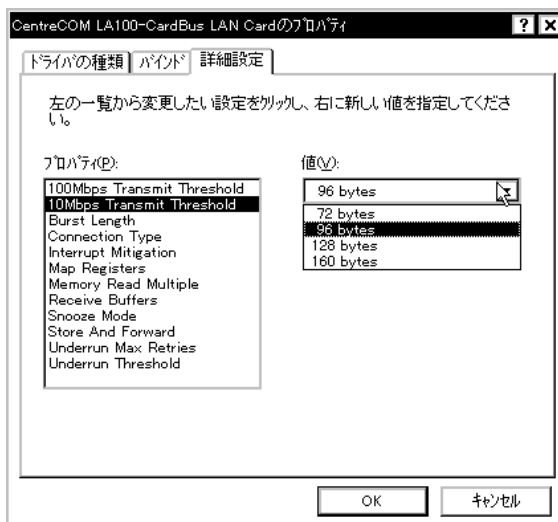 CentreCOM LA100-CardBus LAN Cardのﾌﾟﾛﾊﾟﾃｨ
ドライバの種類 バインド 詳細設定
左の一覧から変更したい設定をクリックし、右に新しい値を指定してくださ
い。
プロパティ(P):
値(V):
100Mbps Transmit Threshold
10Mbps Transmit Threshold
Burst Length
Connection Type
Interrupt Mitigation
Map Registers
Memory Read Multiple
Receive Buffers
Snooze Mode
Store And Forward
Underrun Max Retries
Underrun Threshold
96 bytes
72 bytes
96 bytes
128 bytes
160 bytes
OK
キャンセル